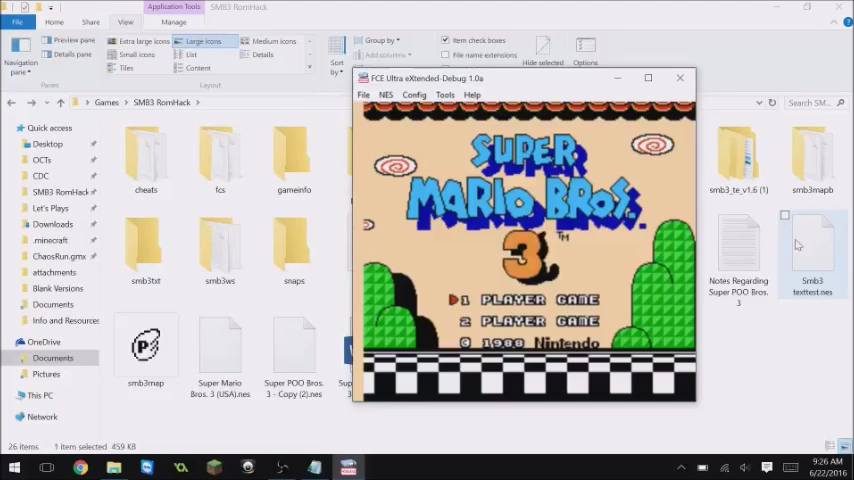 Application Tools
SMB3 RomHack
File
Home
Share
View
Manage
Navigation pane
Preview pane
Details pane
Panes
Extra large icons
Large icons
Medium icons
Small icons
List
Details
Tiles
Content
Layout
Sort by
Group by
Add columns
Item check boxes
File name extensions
Hide selected
Options
Games
SMB3 RomHack
Search SM...
Quick access
Desktop
OCTs
CDC
SMB3 RomHack
Let's Plays
Downloads
.minecraft
ChaosRun.gmx
attachments
Blank Versions
Documents
Info and Resources
OneDrive
Documents
Pictures
This PC
Network
cheats
fcs
gameinfo
smb3txt
smb3ws
snaps
smb3map
Super Mario
Bros. 3 (USA).nes
Super POO Bros.
3 - Copy (2).nes
FCE Ultra eXtended-Debug 1.0a
File
NES
Config
Tools
Help
SUPER
MARIO BROS.
3
TM
1 PLAYER GAME
2 PLAYER GAME
© 1988 Nintendo
smb3_te_v1.6 (1)
smb3mapb
Notes Regarding
Super POO Bros.
3
Smb3
texttest.nes
26 items
1 item selected 459 KB
9:26 AM
6/22/2016